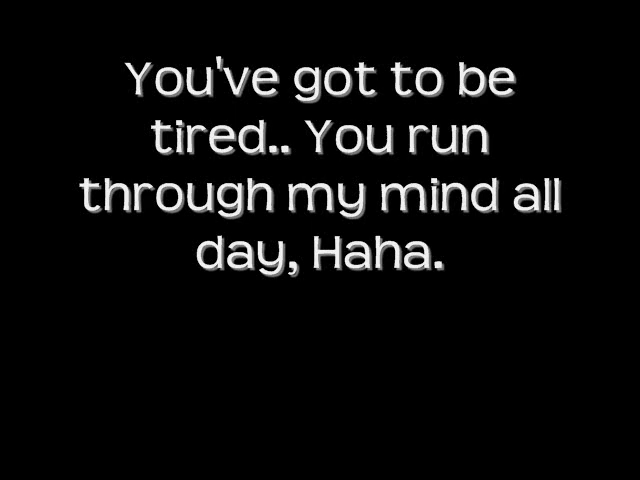 You've got to be
tired.. You run
through my mind all
day, Haha.